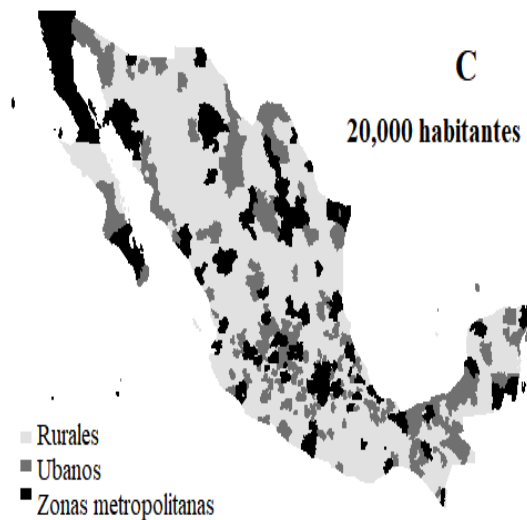 C
20,000 habitantes
Rurales
Ubanos
Zonas metropolitanas